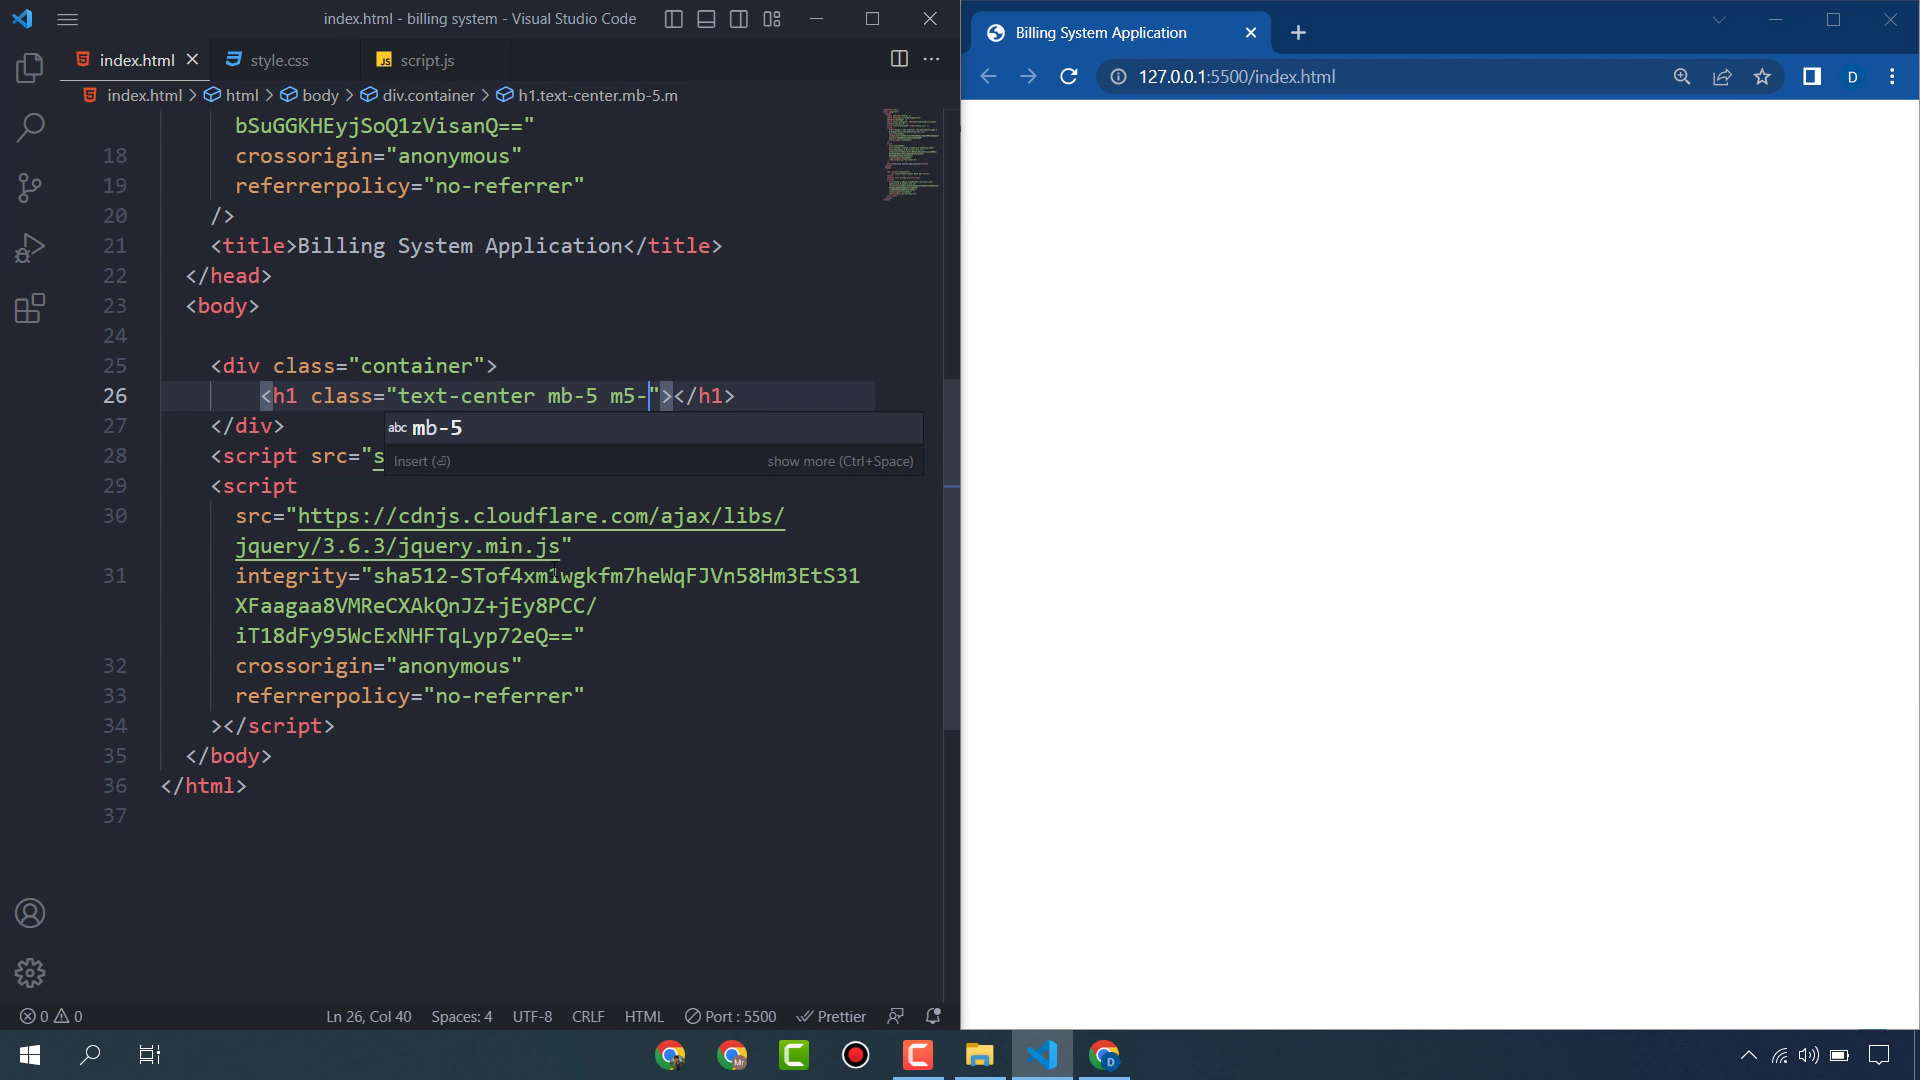 index.html - billing system - Visual Studio Code
index.html
style.css
JS script.js
index.html > html > body > div.container > h1.text-center.mb-5.m
bSuGGKHEyjSoQ1zVisanQ=="
18 crossorigin="anonymous"
19 referrerpolicy="no-referrer"
20 />
21 <title>Billing System Application</title>
22 </head>
23 <body>
24
25 <div class="container">
26 <h1 class="text-center mb-5 m5-"></h1>
abc mb-5
Insert (⏎) show more (Ctrl+Space)
27 </div>
28 <script src="s
29 <script
30 src="https://cdnjs.cloudflare.com/ajax/libs/
jquery/3.6.3/jquery.min.js"
31 integrity="sha512-STof4xm1wgkfm7heWqFJVn58Hm3EtS31
XFaagaa8VMReCXAkQnJZ+jEy8PCC/
iT18dFy95WcExNHFTqLyp72eQ=="
32 crossorigin="anonymous"
33 referrerpolicy="no-referrer"
34 ></script>
35 </body>
36 </html>
37
0 0 Ln 26, Col 40 Spaces: 4 UTF-8 CRLF HTML Port : 5500 Prettier
Billing System Application
127.0.0.1:5500/index.html
D